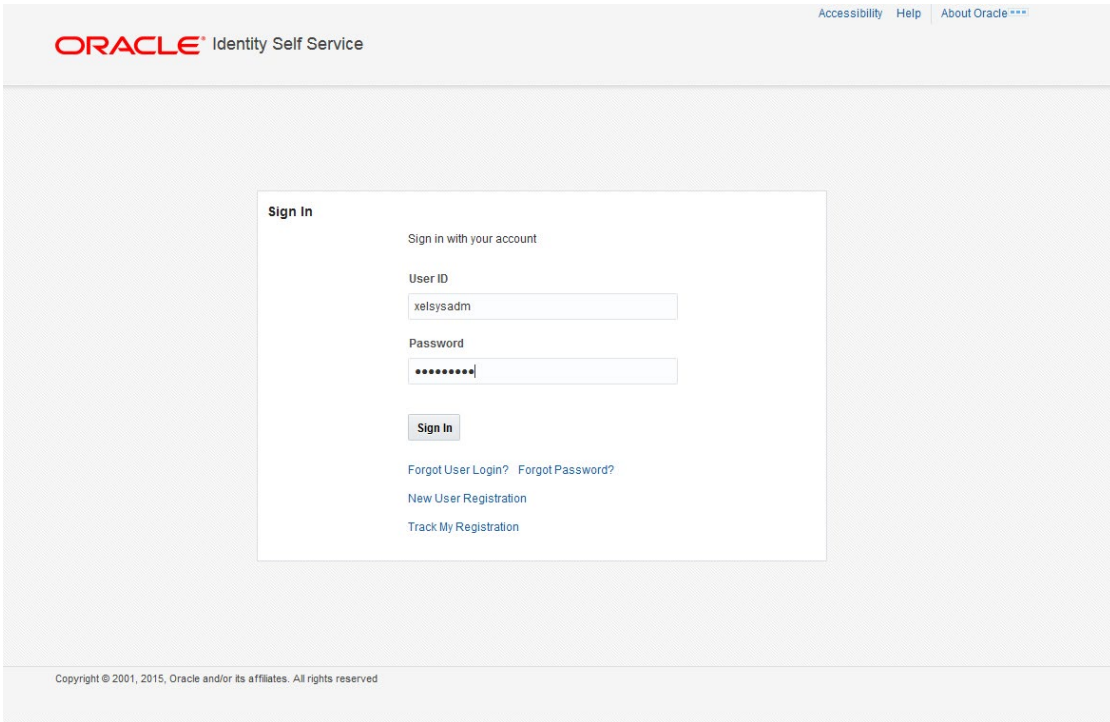 Accessibility Help About Oracle
ORACLE® Identity Self Service
Sign In
Sign in with your account
User ID
xelsysadm
Password
•••••••••
Sign In
Forgot User Login? Forgot Password?
New User Registration
Track My Registration
Copyright © 2001, 2015, Oracle and/or its affiliates. All rights reserved